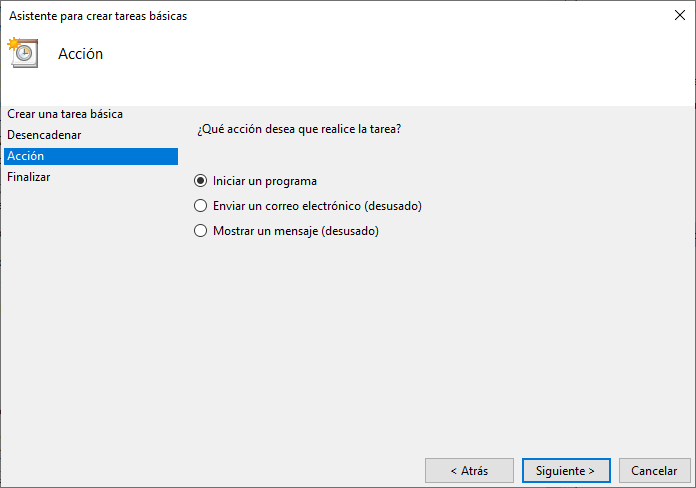 Asistente para crear tareas básicas
Acción
Crear una tarea básica
Desencadenar
Acción
Finalizar
¿Qué acción desea que realice la tarea?
Iniciar un programa
Enviar un correo electrónico (desusado)
Mostrar un mensaje (desusado)
< Atrás
Siguiente >
Cancelar